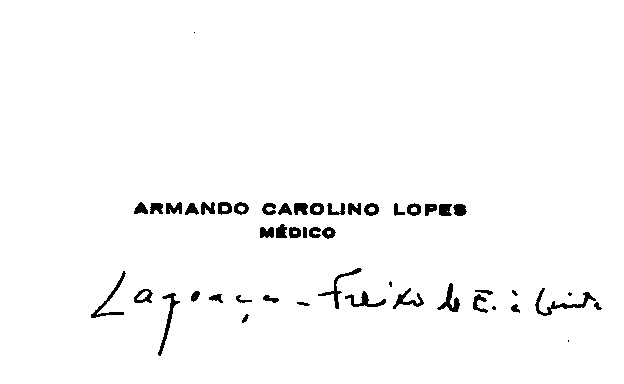 ARMANDO CAROLINO LOPES
MÉDICO
Lagoaça - Freixo de E. à Cinta